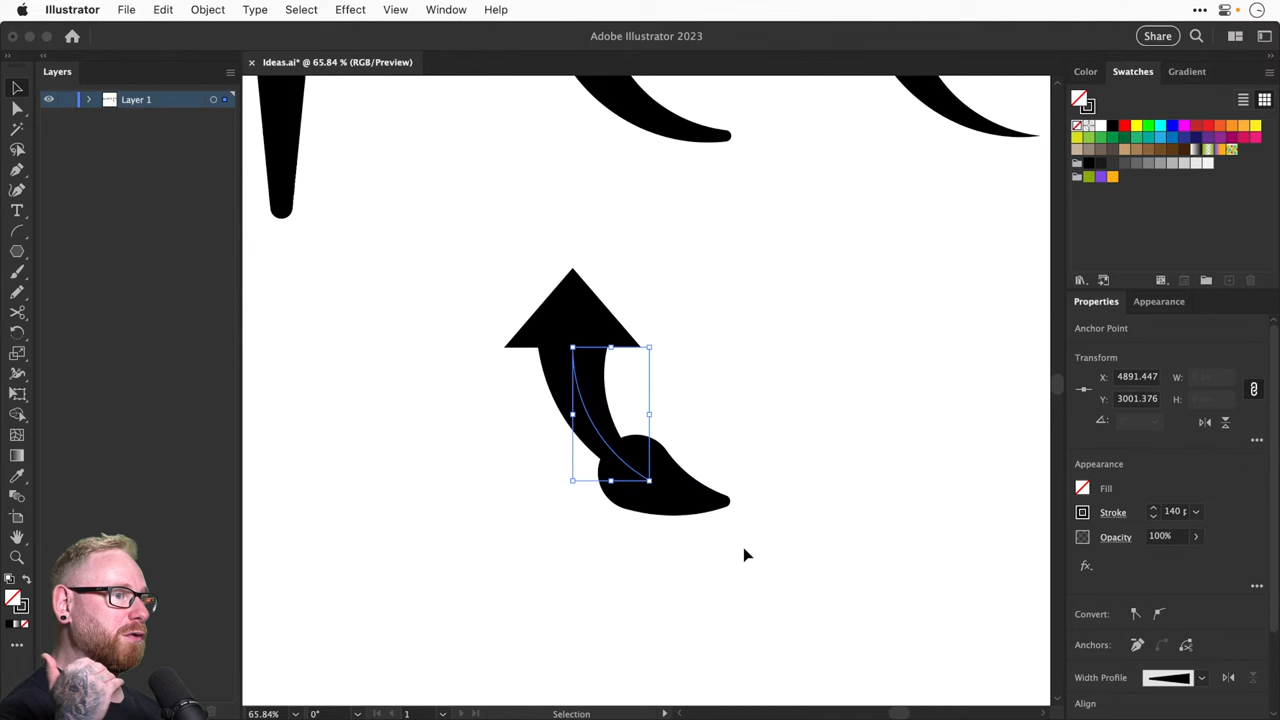 Illustrator File Edit Object Type Select Effect View Window Help
Adobe Illustrator 2023
Share
Layers
Ideas.ai* @ 65.84 % (RGB/Preview)
Color Swatches Gradient
Layer 1
Properties Appearance
Anchor Point
Transform
X: 4891.447 W:
Y: 3001.376 H:
Appearance
Fill
Stroke 140 p
Opacity 100%
fx.
Convert:
Anchors:
Width Profile
Align
65.84% 0° 1 Selection